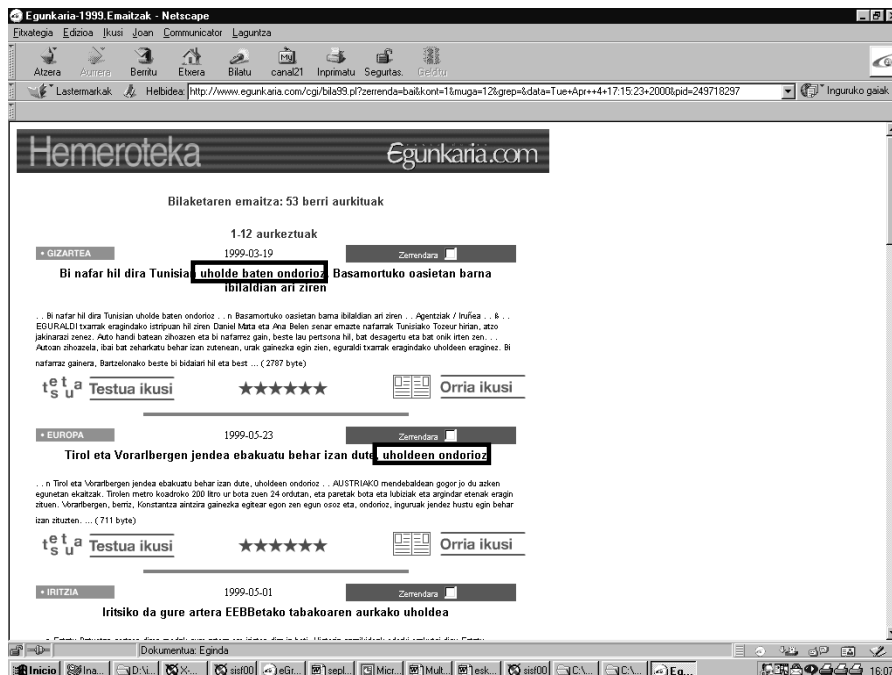 Egunkaria-1999.Emaitzak - Netscape
Fitxategia Edizioa Ikusi Joan Communicator Laguntza
Atzera Aurrera Berritu Etxera Bilatu canal21 Inprimatu Segurtas. Gelditu
Lastermarkak Helbidea: http://www.egunkaria.com/cgi/bila99.pl?zerrenda=bai&kont=1&muga=12&grep=&data=Tue+Apr++4+17:15:23+2000&pid=249718297 Inguruko gaiak
Hemeroteka Egunkaria.com
Bilaketaren emaitza: 53 berri aurkituak
1-12 aurkeztuak
• GIZARTEA 1999-03-19 Zerrendara
Bi nafar hil dira Tunisian uholde baten ondorioz. Basamortuko oasietan barna
ibilaldian ari ziren
. . Bi nafar hil dira Tunisian uholde baten ondorioz . . n Basamortuko oasietan barna ibilaldian ari ziren . . Agentziak / Iruñea . . & . .
EGURALDI txarrak eragindako istripuan hil ziren Daniel Mata eta Ana Belen senar emazte nafarrak Tunisiako Tozeur hirian, atzo
jakinarazi zenez. Auto handi batean zihoazen eta bi nafarrez gain, beste lau pertsona hil, bat desagertu eta bat onik irten zen. . .
Autoan zihoazela, ibai bat zeharkatu behar izan zutenean, urak gainezka egin zien, eguraldi txarrak eragindako uholdeen eraginez. Bi
nafarraz gainera, Bartzelonako beste bi bidaiari hil eta best ... ( 2787 byte)
testua Testua ikusi ★★★★★★ Orria ikusi
• EUROPA 1999-05-23 Zerrendara
Tirol eta Vorarlbergen jendea ebakuatu behar izan dute, uholdeen ondorioz
. . n Tirol eta Vorarlbergen jendea ebakuatu behar izan dute, uholdeen ondorioz . . AUSTRIAKO mendebaldean gogor jo du azken
egunetan ekaitzak. Tirolen metro koadroko 200 litro ur bota zuen 24 ordutan, eta paretak bota eta lubiziak eta argindar etenak eragin
zituen. Vorarlbergen, berriz, Konstantza aintzira gainezka egitear egon zen egun osoz eta, ondorioz, inguruak jendez hustu egin behar
izan zituzten. ... ( 711 byte)
testua Testua ikusi ★★★★★★ Orria ikusi
• IRITZIA 1999-05-01 Zerrendara
Iritsiko da gure artera EEBBetako tabakoaren aurkako uholdea
Dokumentua: Eginda
Inicio Ina... D:\... X-... sisf00 eGr... sepl... Micr... Mult... esk... sisf00 C:\... C:\... Eg... 16:07